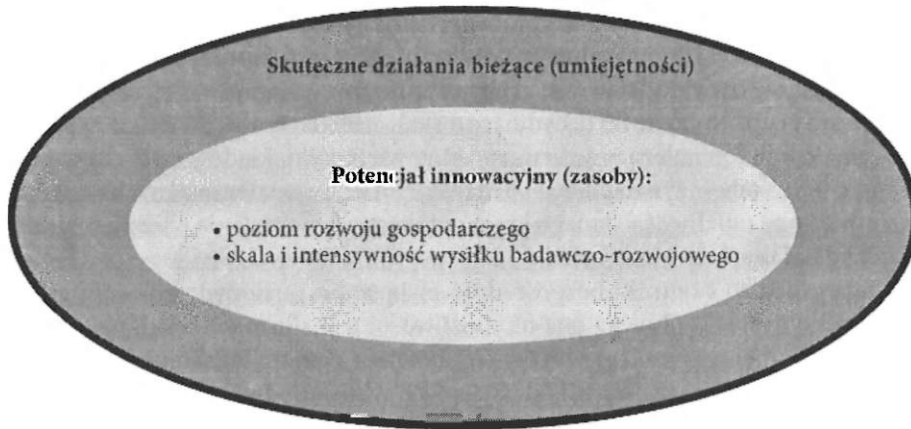 Skuteczne działania bieżące (umiejętności)
Potencjał innowacyjny (zasoby):
• poziom rozwoju gospodarczego
• skala i intensywność wysiłku badawczo-rozwojowego